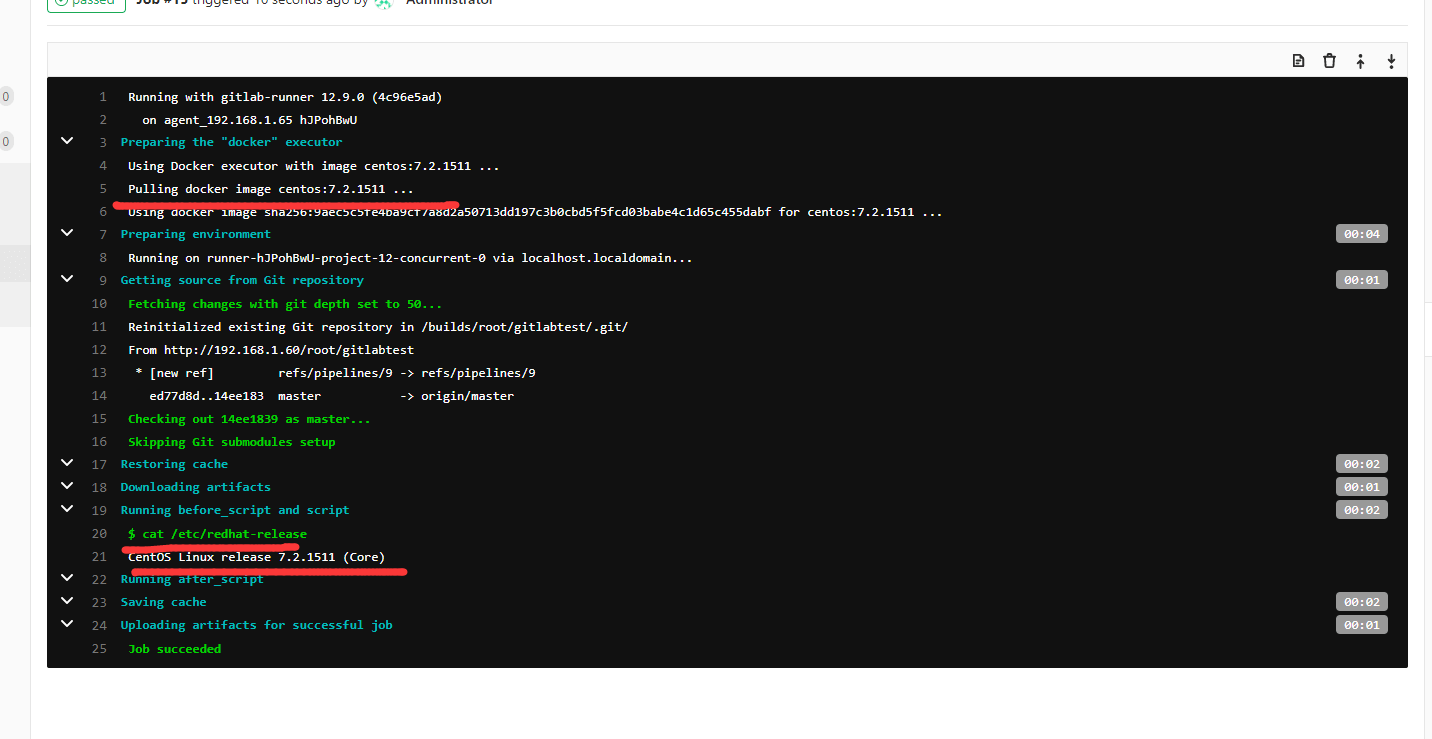 passed Job #15 triggered 10 seconds ago by Administrator
0
0
1 Running with gitlab-runner 12.9.0 (4c96e5ad)
2 on agent_192.168.1.65 hJPohBwU
3 Preparing the "docker" executor
4 Using Docker executor with image centos:7.2.1511 ...
5 Pulling docker image centos:7.2.1511 ...
6 Using docker image sha256:9aec5c5fe4ba9cf7a8d2a50713dd197c3b0cbd5f5fcd03babe4c1d65c455dabf for centos:7.2.1511 ...
7 Preparing environment 00:04
8 Running on runner-hJPohBwU-project-12-concurrent-0 via localhost.localdomain...
9 Getting source from Git repository 00:01
10 Fetching changes with git depth set to 50...
11 Reinitialized existing Git repository in /builds/root/gitlabtest/.git/
12 From http://192.168.1.60/root/gitlabtest
13 * [new ref] refs/pipelines/9 -> refs/pipelines/9
14 ed77d8d..14ee183 master -> origin/master
15 Checking out 14ee1839 as master...
16 Skipping Git submodules setup
17 Restoring cache 00:02
18 Downloading artifacts 00:01
19 Running before_script and script 00:02
20 $ cat /etc/redhat-release
21 CentOS Linux release 7.2.1511 (Core)
22 Running after_script
23 Saving cache 00:02
24 Uploading artifacts for successful job 00:01
25 Job succeeded